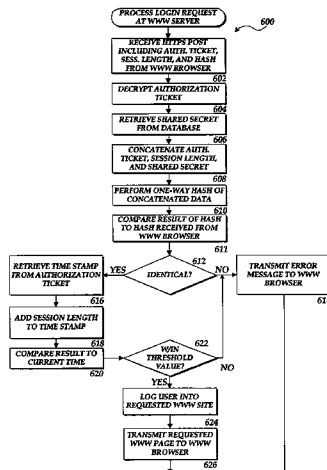 PROCESS LOGIN REQUEST
AT WWW SERVER
600
RECEIVE HTTPS POST
INCLUDING AUTH. TICKET,
SESS. LENGTH, AND HASH
FROM WWW BROWSER
602
DECRYPT AUTHORIZATION
TICKET
604
RETRIEVE SHARED SECRET
FROM DATABASE
606
CONCATENATE AUTH.
TICKET, SESSION LENGTH,
AND SHARED SECRET
608
PERFORM ONE-WAY HASH OF
CONCATENATED DATA
610
COMPARE RESULT OF HASH
TO HASH RECEIVED FROM
WWW BROWSER
611
612
IDENTICAL?
YES
NO
RETRIEVE TIME STAMP
FROM AUTHORIZATION
TICKET
616
TRANSMIT ERROR
MESSAGE TO WWW
BROWSER
ADD SESSION LENGTH
TO TIME STAMP
618
COMPARE RESULT TO
CURRENT TIME
620
622
W/IN
THRESHOLD
VALUE?
NO
YES
LOG USER INTO
REQUESTED WWW SITE
624
TRANSMIT REQUESTED
WWW PAGE TO WWW
BROWSER
626